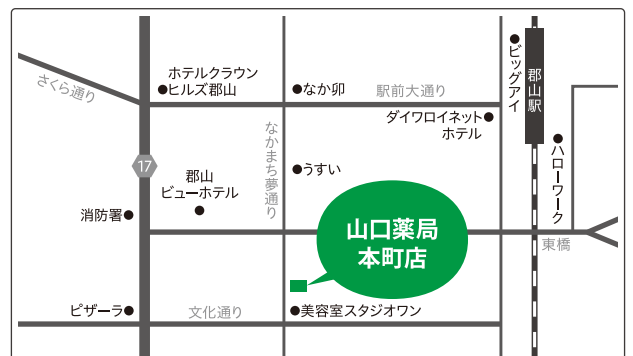 さくら通り
ホテルクラウン
ヒルズ郡山
なか卯
駅前大通り
ビッグアイ
郡山駅
ダイワロイネット
ホテル
なかまち夢通り
ハローワーク
17
うすい
郡山
ビューホテル
消防署
山口薬局
本町店
東橋
ピザーラ
文化通り
美容室スタジオワン